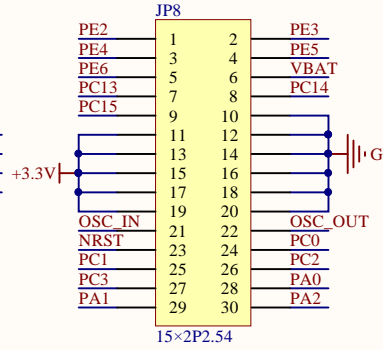 JP8
PE2 1 2 PE3
PE4 3 4 PE5
PE6 5 6 VBAT
PC13 7 8 PC14
PC15 9 10
11 12
13 14
+3.3V 15 16 G
17 18
19 20
OSC_IN 21 22 OSC_OUT
NRST 23 24 PC0
PC1 25 26 PC2
PC3 27 28 PA0
PA1 29 30 PA2
15×2P2.54